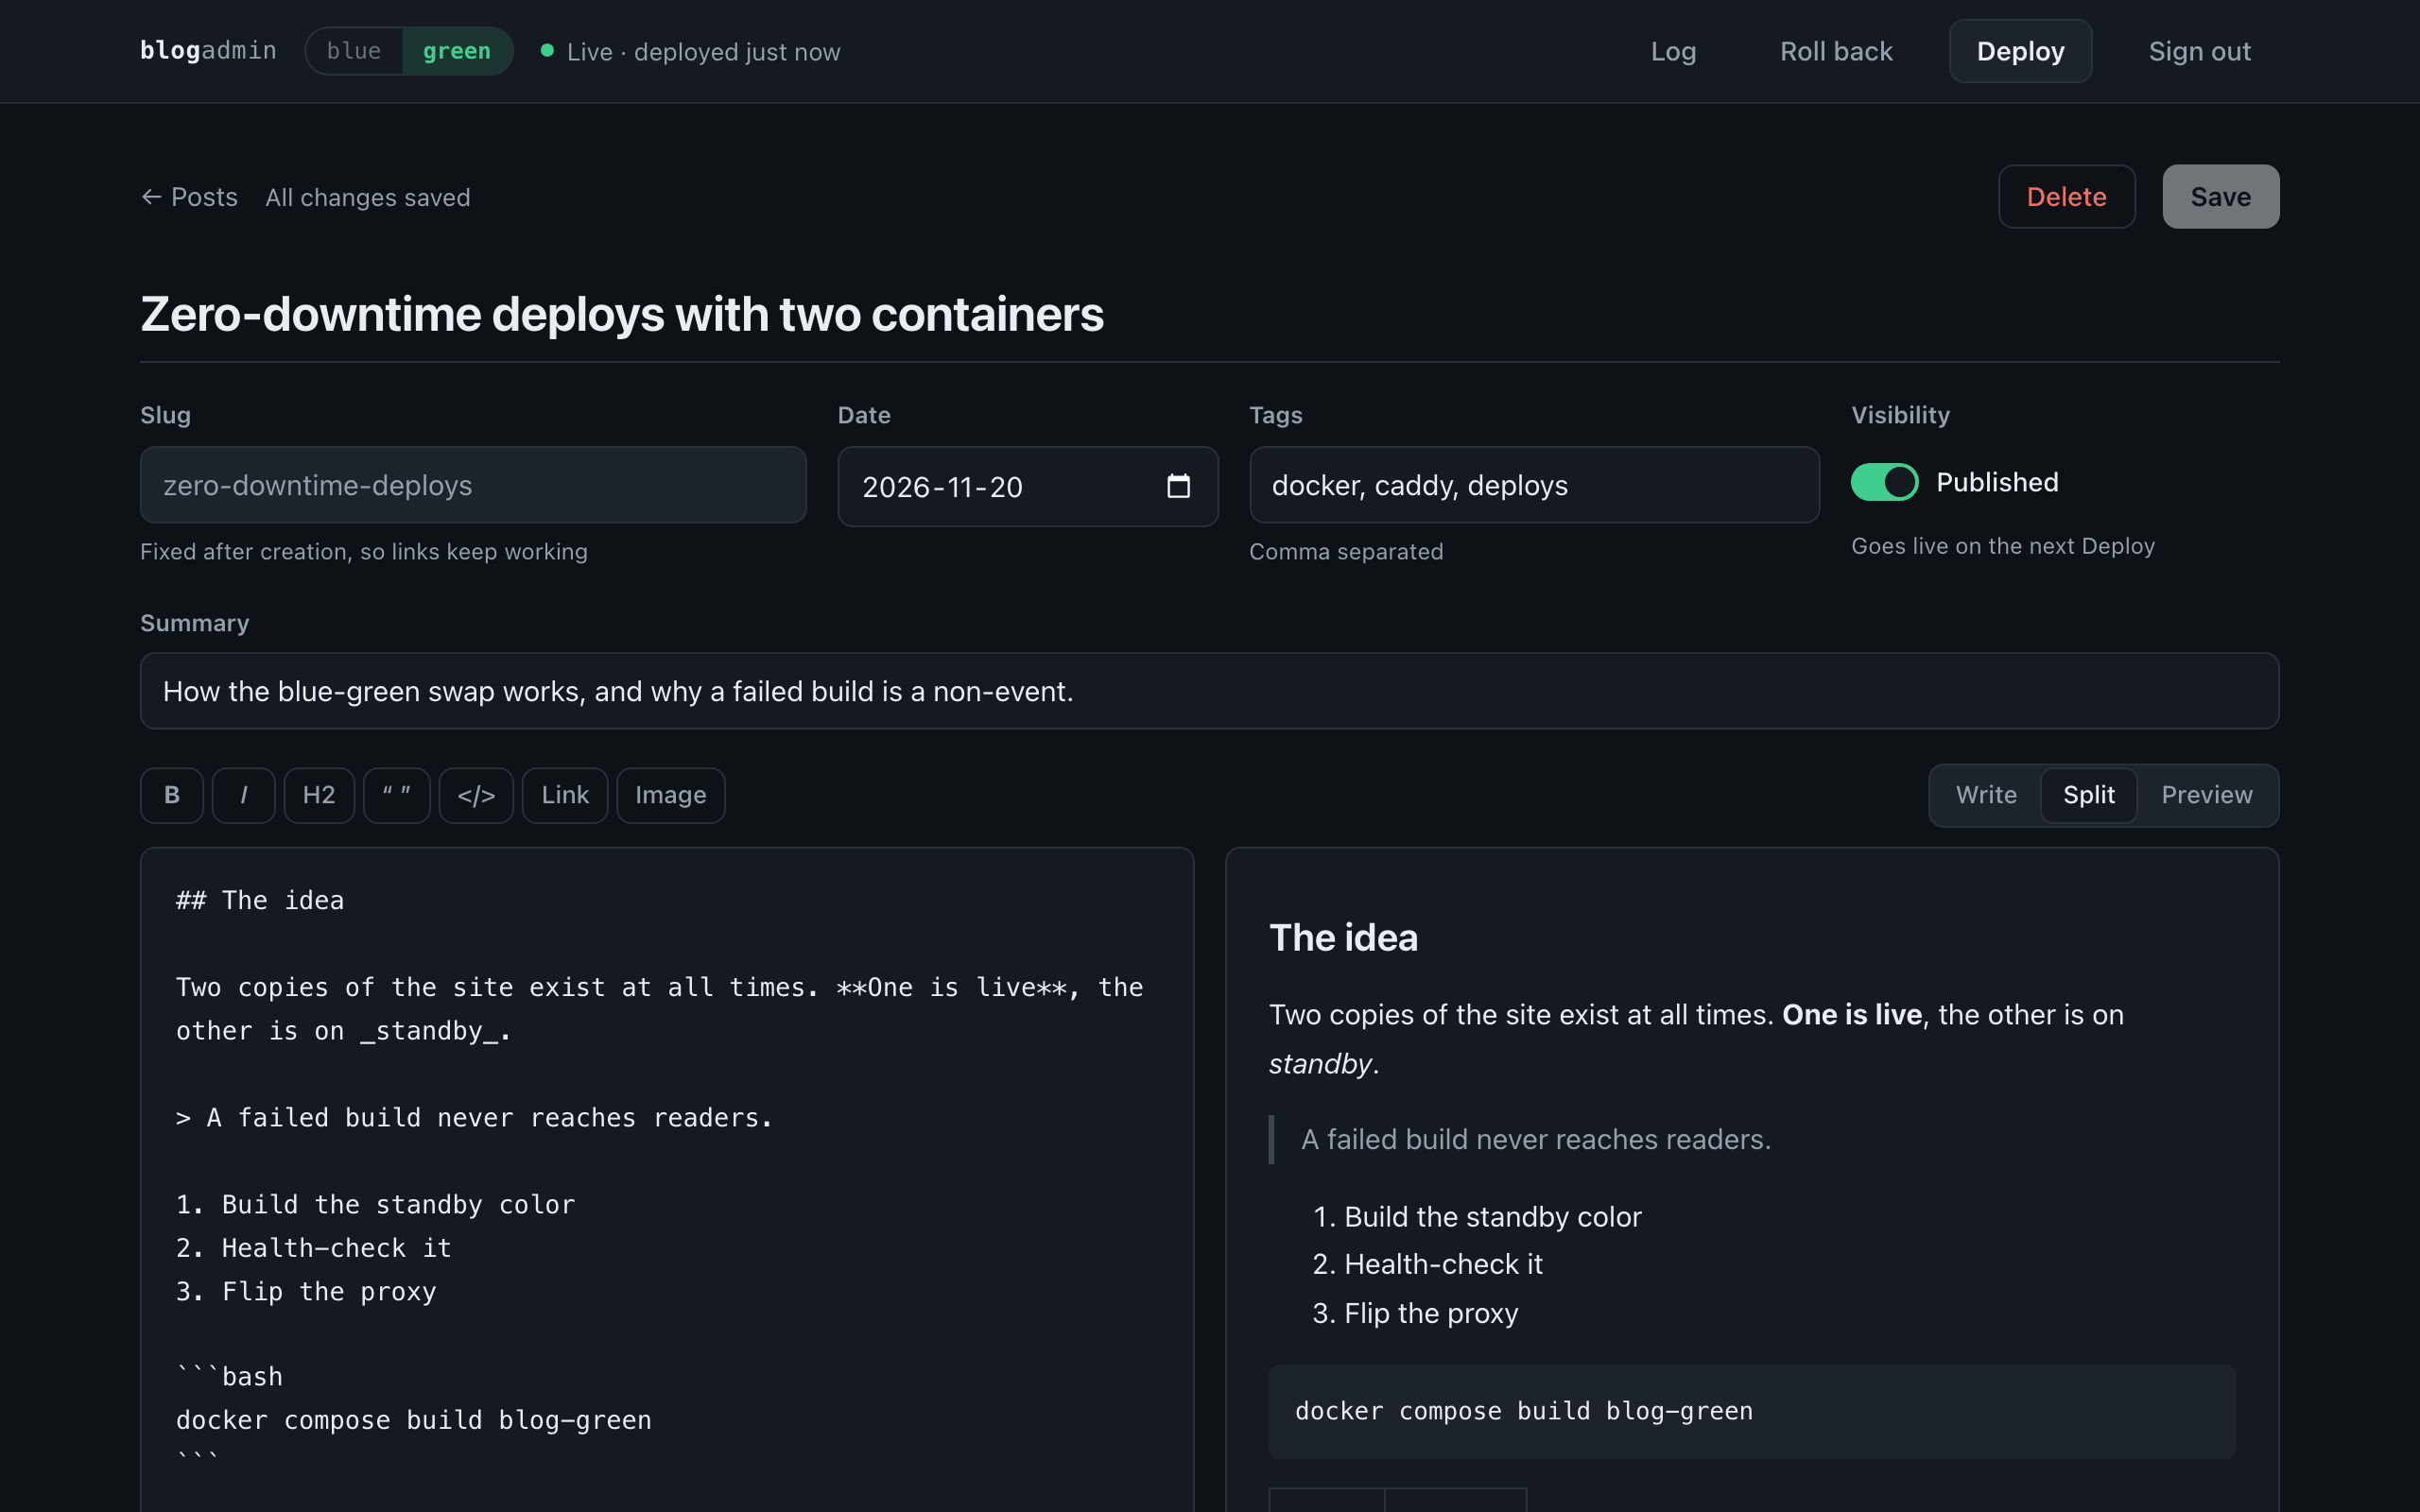 blogadmin blue green Live · deployed just now Log Roll back Deploy Sign out
← Posts All changes saved Delete Save
Zero-downtime deploys with two containers
Slug Date Tags Visibility
zero-downtime-deploys 2026-11-20 docker, caddy, deploys Published
Fixed after creation, so links keep working Comma separated Goes live on the next Deploy
Summary
How the blue-green swap works, and why a failed build is a non-event.
B I H2 “ ” </> Link Image Write Split Preview
## The idea
Two copies of the site exist at all times. **One is live**, the
other is on _standby_.
> A failed build never reaches readers.
1. Build the standby color
2. Health-check it
3. Flip the proxy
```bash
docker compose build blog-green
```
The idea
Two copies of the site exist at all times. One is live, the other is on
standby.
A failed build never reaches readers.
1. Build the standby color
2. Health-check it
3. Flip the proxy
docker compose build blog-green